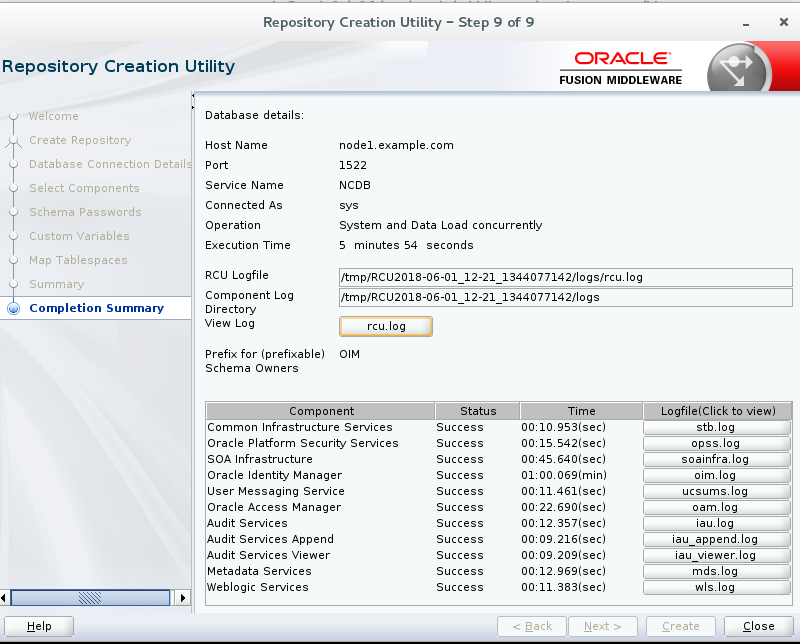 Repository Creation Utility – Step 9 of 9
Repository Creation Utility
ORACLE
FUSION MIDDLEWARE
Welcome
Create Repository
Database Connection Details
Select Components
Schema Passwords
Custom Variables
Map Tablespaces
Summary
Completion Summary
Database details:
Host Name node1.example.com
Port 1522
Service Name NCDB
Connected As sys
Operation System and Data Load concurrently
Execution Time 5 minutes 54 seconds
RCU Logfile /tmp/RCU2018-06-01_12-21_1344077142/logs/rcu.log
Component Log Directory /tmp/RCU2018-06-01_12-21_1344077142/logs
View Log rcu.log
Prefix for (prefixable) OIM
Schema Owners
Component Status Time Logfile(Click to view)
Common Infrastructure Services Success 00:10.953(sec) stb.log
Oracle Platform Security Services Success 00:15.542(sec) opss.log
SOA Infrastructure Success 00:45.640(sec) soainfra.log
Oracle Identity Manager Success 01:00.069(min) oim.log
User Messaging Service Success 00:11.461(sec) ucsums.log
Oracle Access Manager Success 00:22.690(sec) oam.log
Audit Services Success 00:12.357(sec) iau.log
Audit Services Append Success 00:09.216(sec) iau_append.log
Audit Services Viewer Success 00:09.209(sec) iau_viewer.log
Metadata Services Success 00:12.969(sec) mds.log
Weblogic Services Success 00:11.383(sec) wls.log
Help < Back Next > Create Close